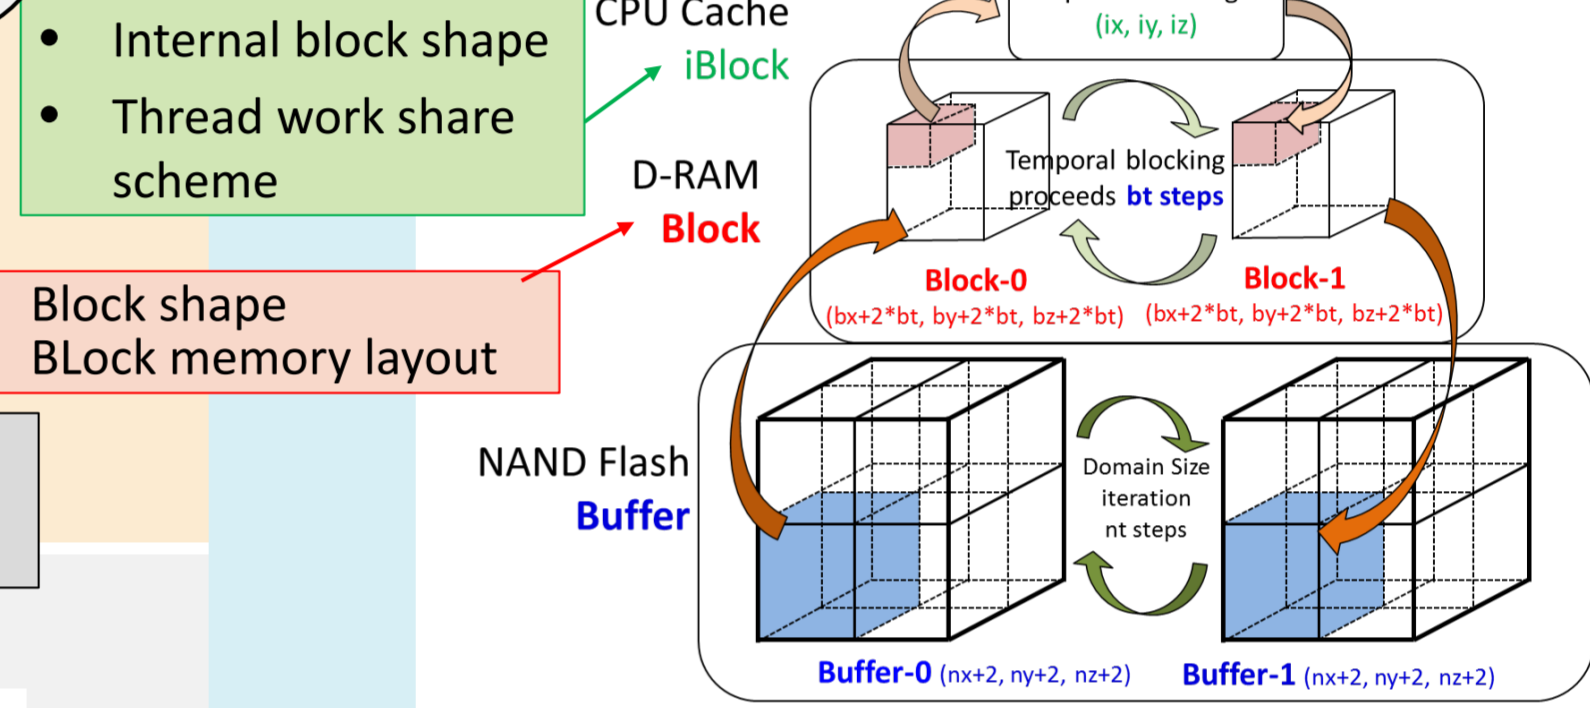 • Internal block shape
• Thread work share
scheme
CPU Cache
iBlock
(ix, iy, iz)
D-RAM
Block
Temporal blocking
proceeds bt steps
Block-0
(bx+2*bt, by+2*bt, bz+2*bt)
Block-1
(bx+2*bt, by+2*bt, bz+2*bt)
Block shape
BLock memory layout
NAND Flash
Buffer
Domain Size
iteration
nt steps
Buffer-0 (nx+2, ny+2, nz+2)
Buffer-1 (nx+2, ny+2, nz+2)